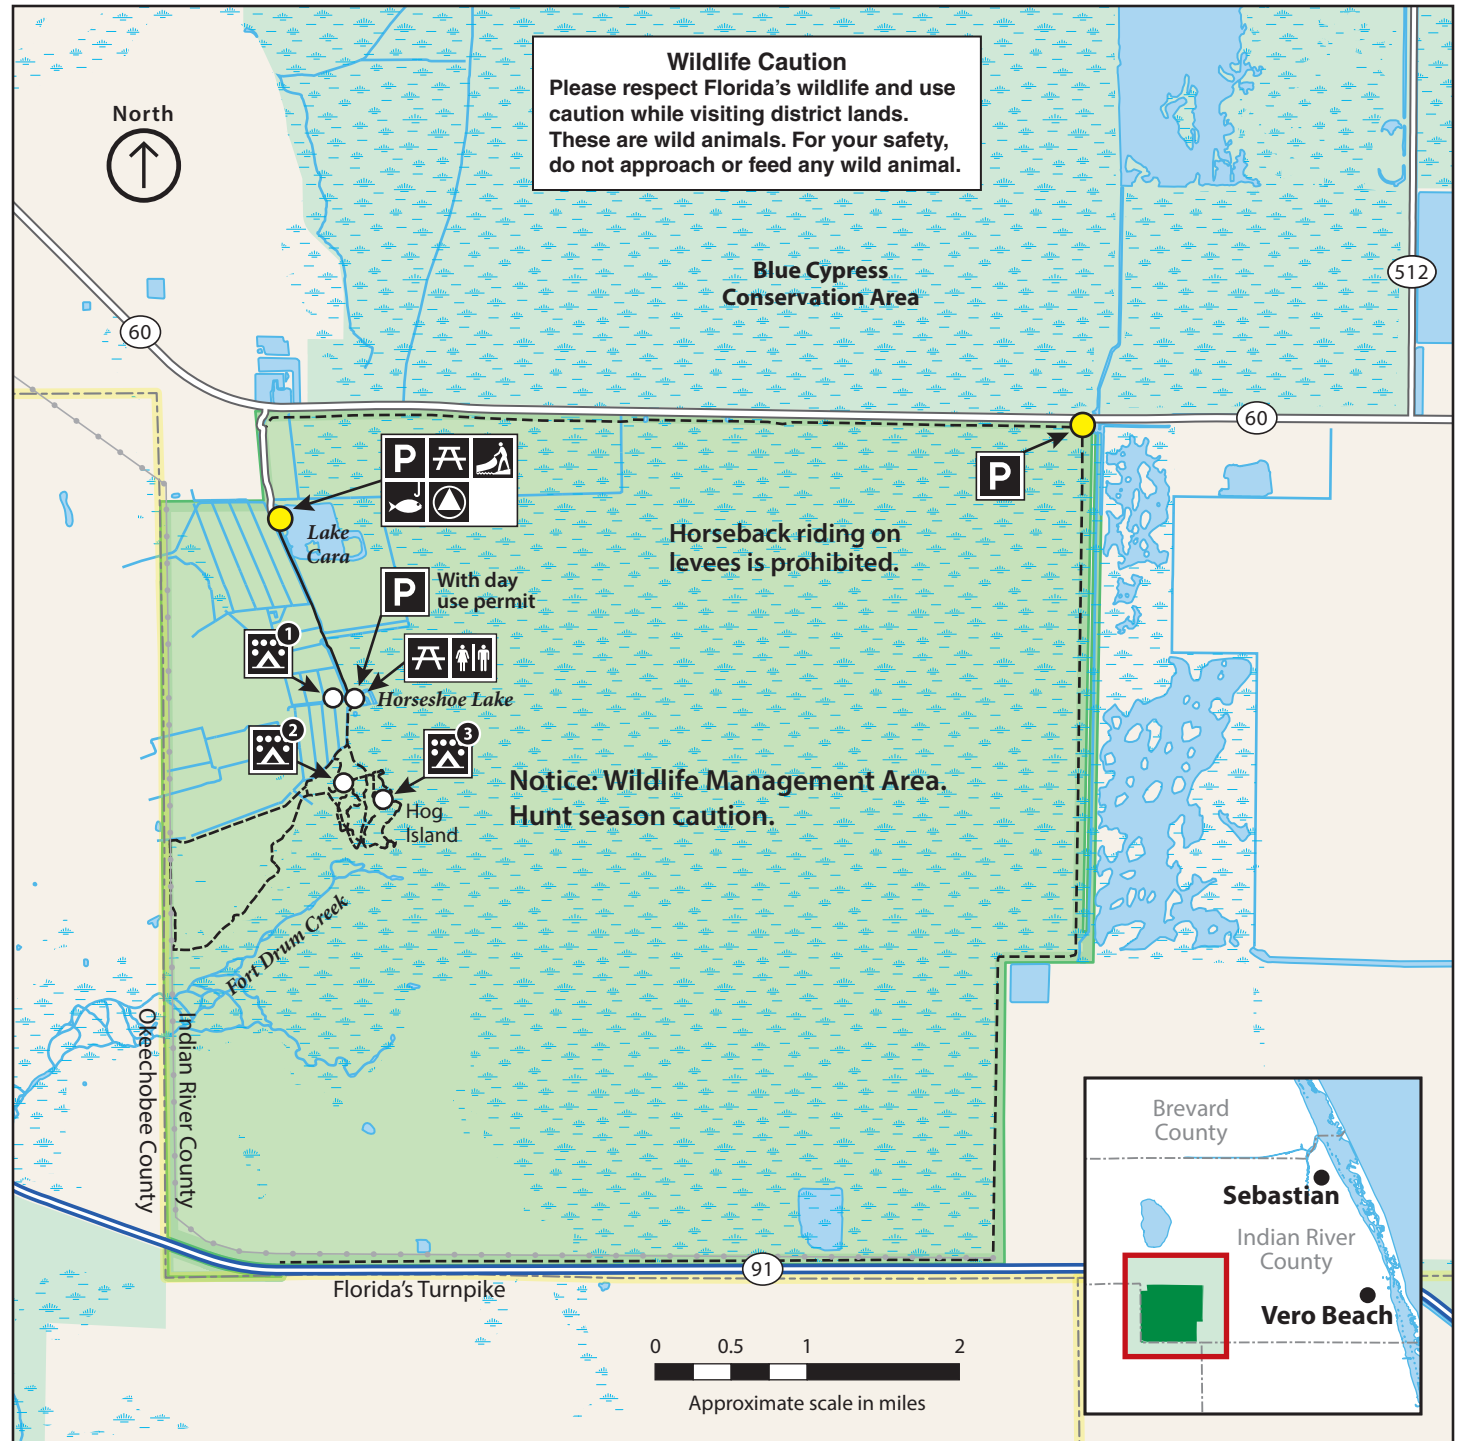 Wildlife Caution
Please respect Florida's wildlife and use
caution while visiting district lands.
These are wild animals. For your safety,
do not approach or feed any wild animal.
North
Blue Cypress
Conservation Area
512
60
60
P
P
Lake
Cara
Horseback riding on
levees is prohibited.
P
With day
use permit
1
Horseshoe Lake
2
3
Notice: Wildlife Management Area.
Hunt season caution.
Hog
Island
Fort Drum Creek
Okeechobee County
Indian River County
91
Florida's Turnpike
0 0.5 1 2
Approximate scale in miles
Brevard
County
Sebastian
Indian River
County
Vero Beach